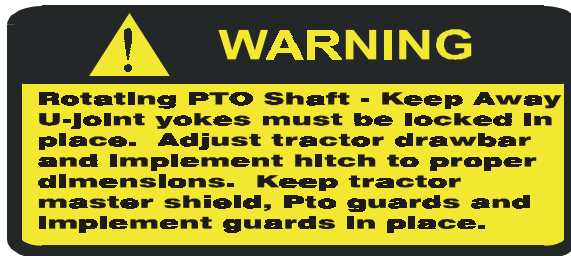 WARNING
Rotating PTO Shaft - Keep Away
U-joint yokes must be locked in
place. Adjust tractor drawbar
and implement hitch to proper
dimensions. Keep tractor
master shield, Pto guards and
implement guards in place.